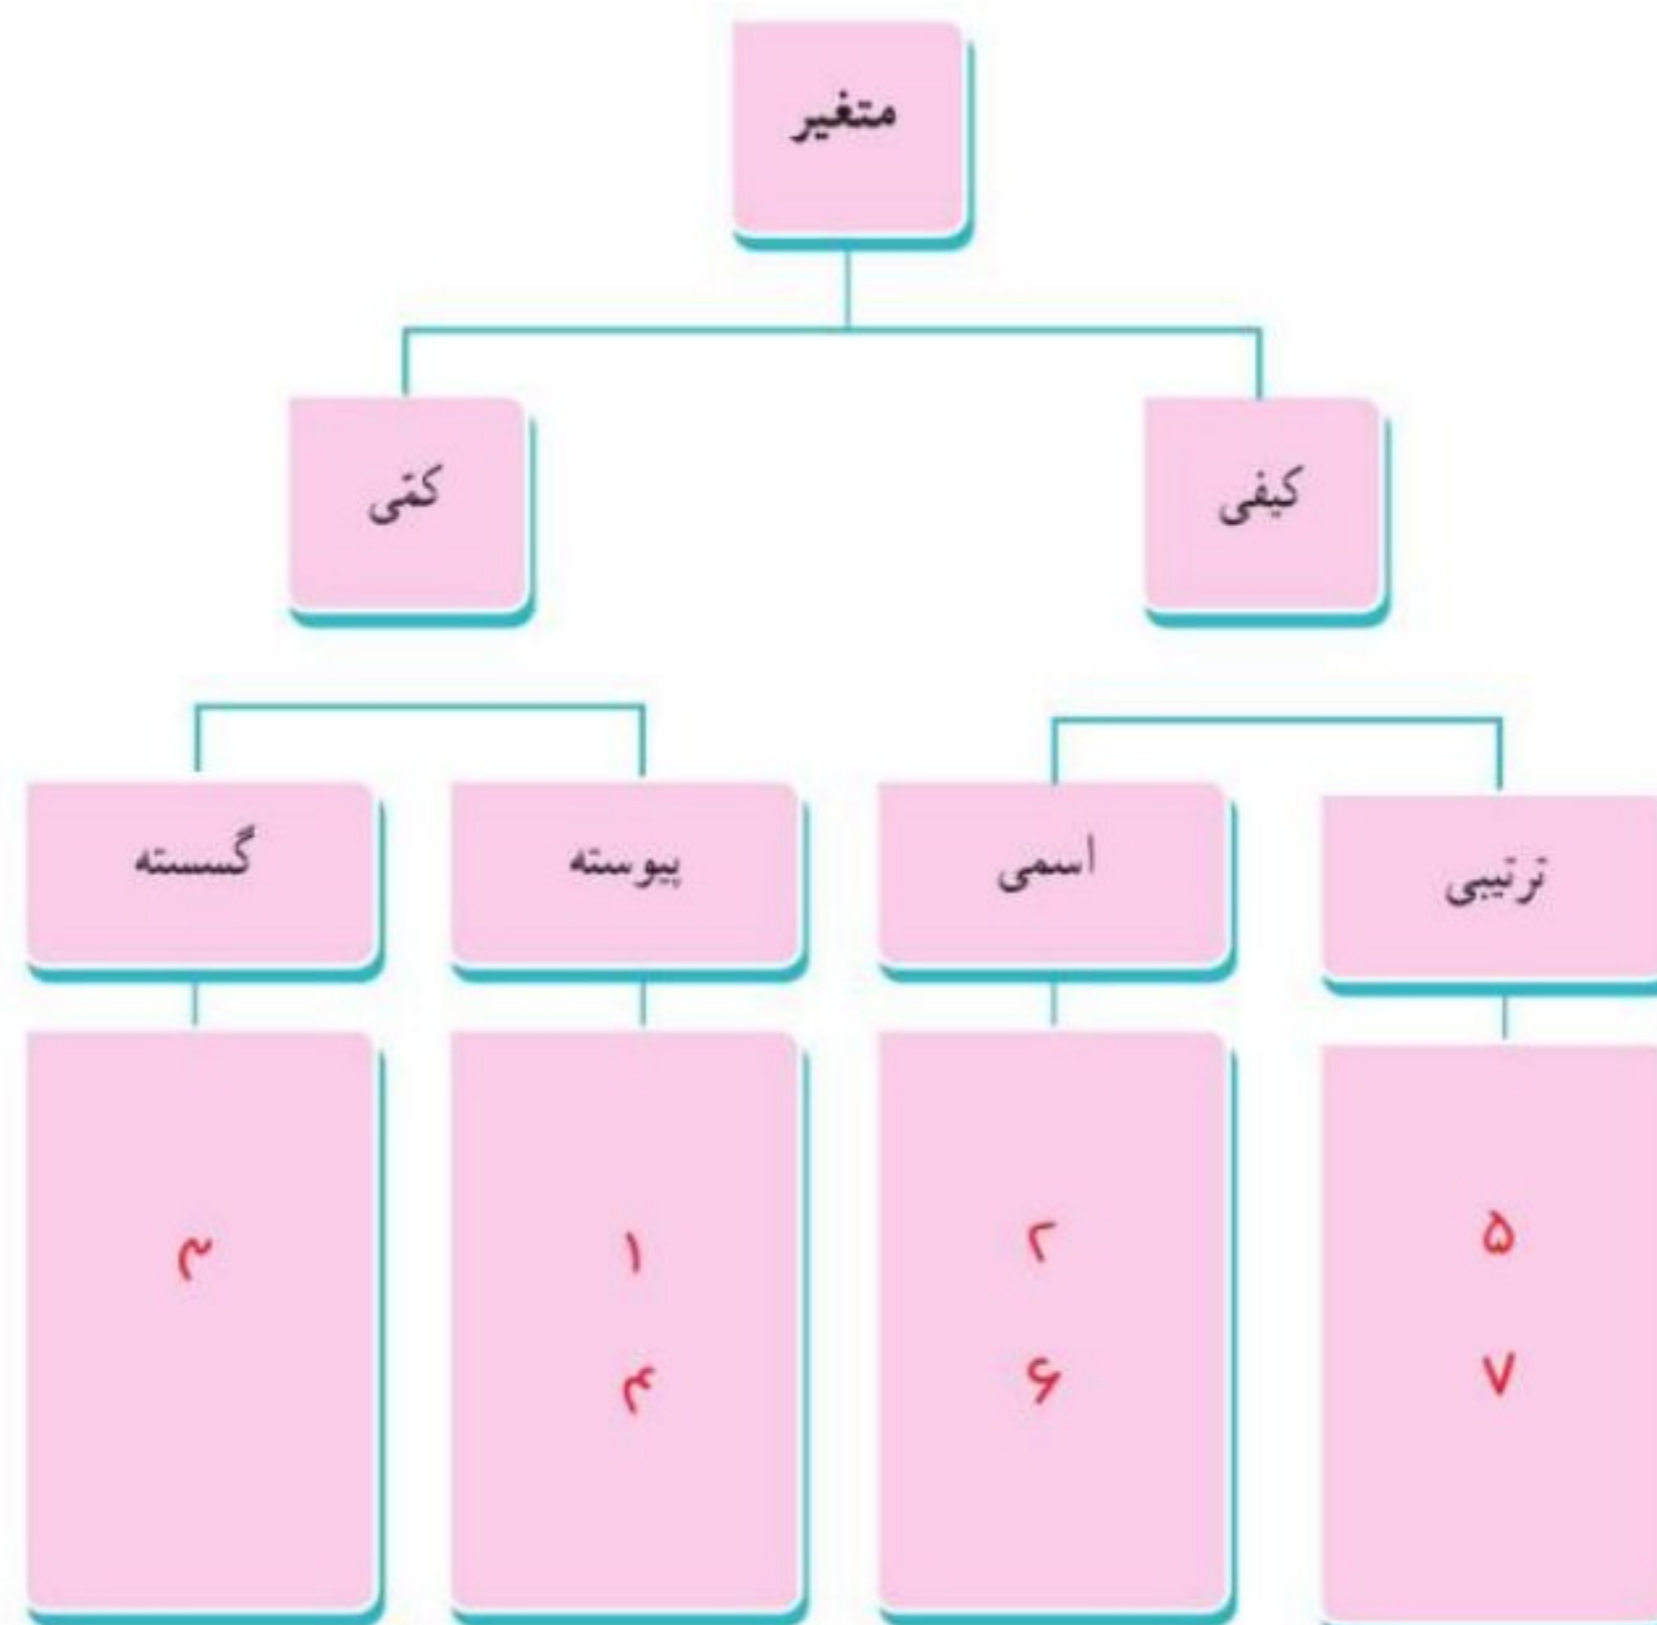 متغیر
کیفی
کمّی
ترتیبی
اسمی
پیوسته
گسسته
۵
۷
۲
۶
۱
۴
۳